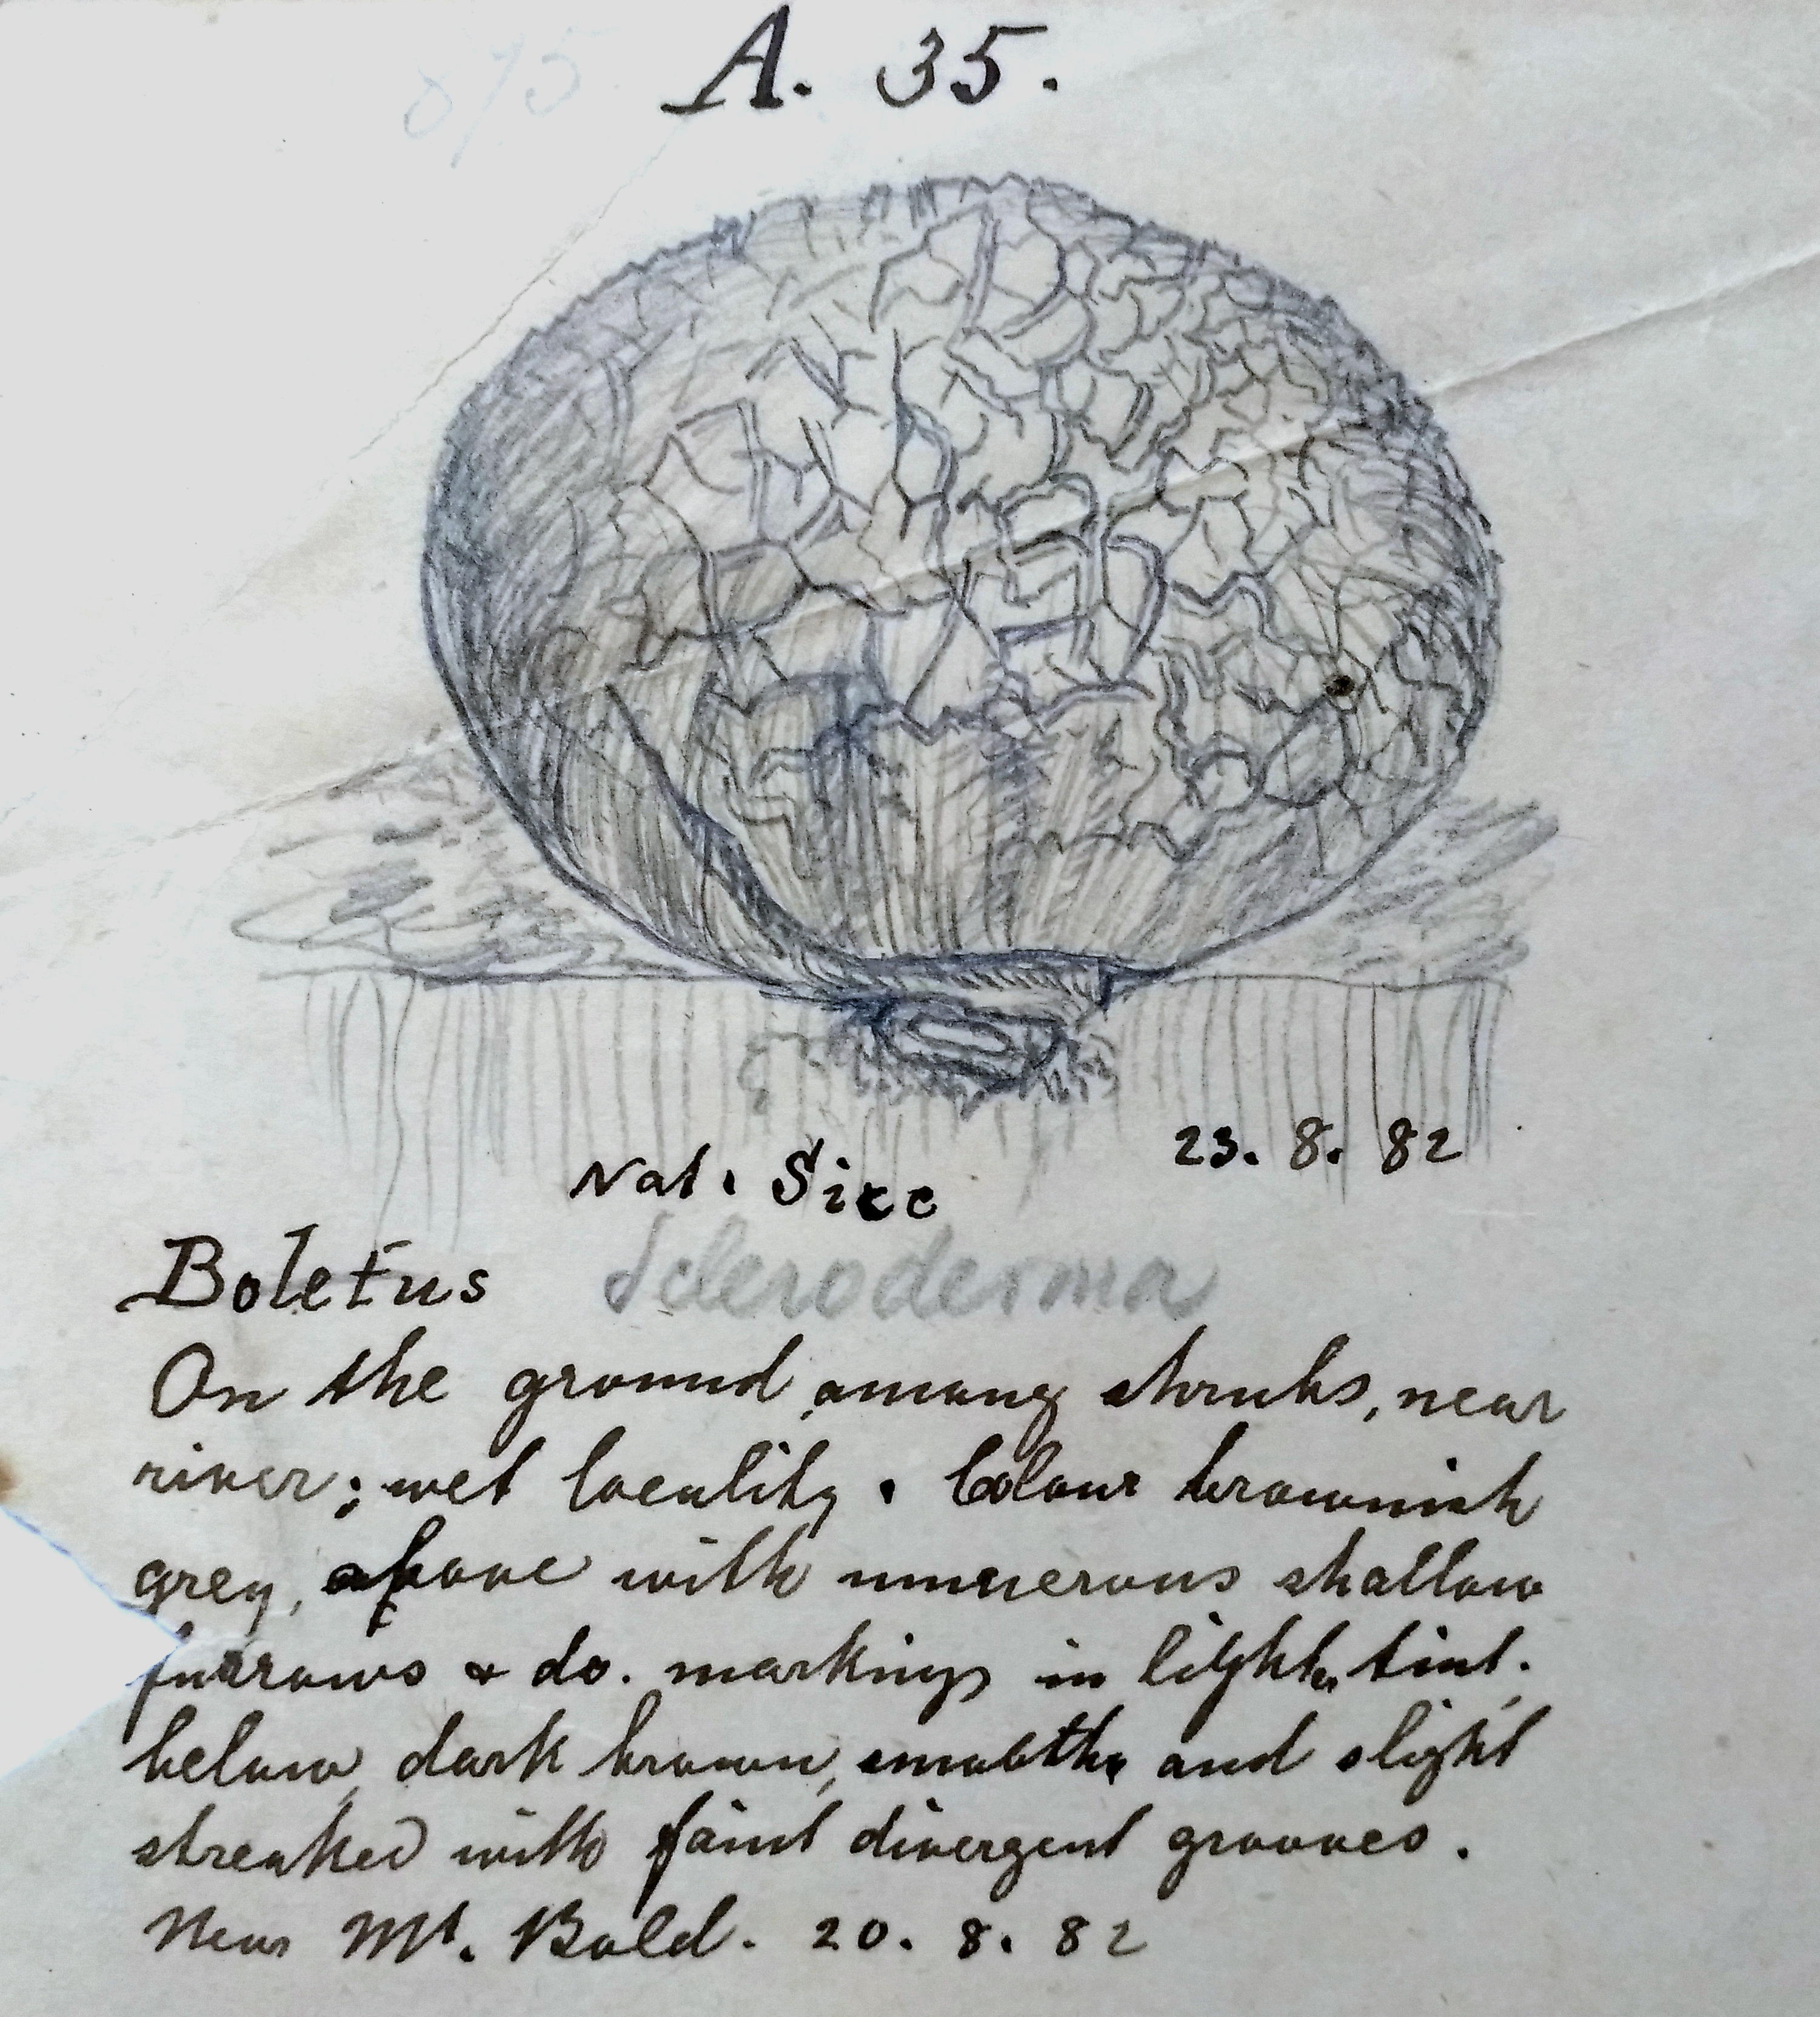 875
A. 35.
Nat. Size
23. 8. 82
Boletus Scleroderma
On the ground, among shrubs, near
river; wet locality. Colour brownish
grey, above with numerous shallow
furrows & do. markings in lighter tint.
below, dark brown, smooth, and slight
streaked with faint divergent grooves.
Near Mt. Bold. 20. 8. 82